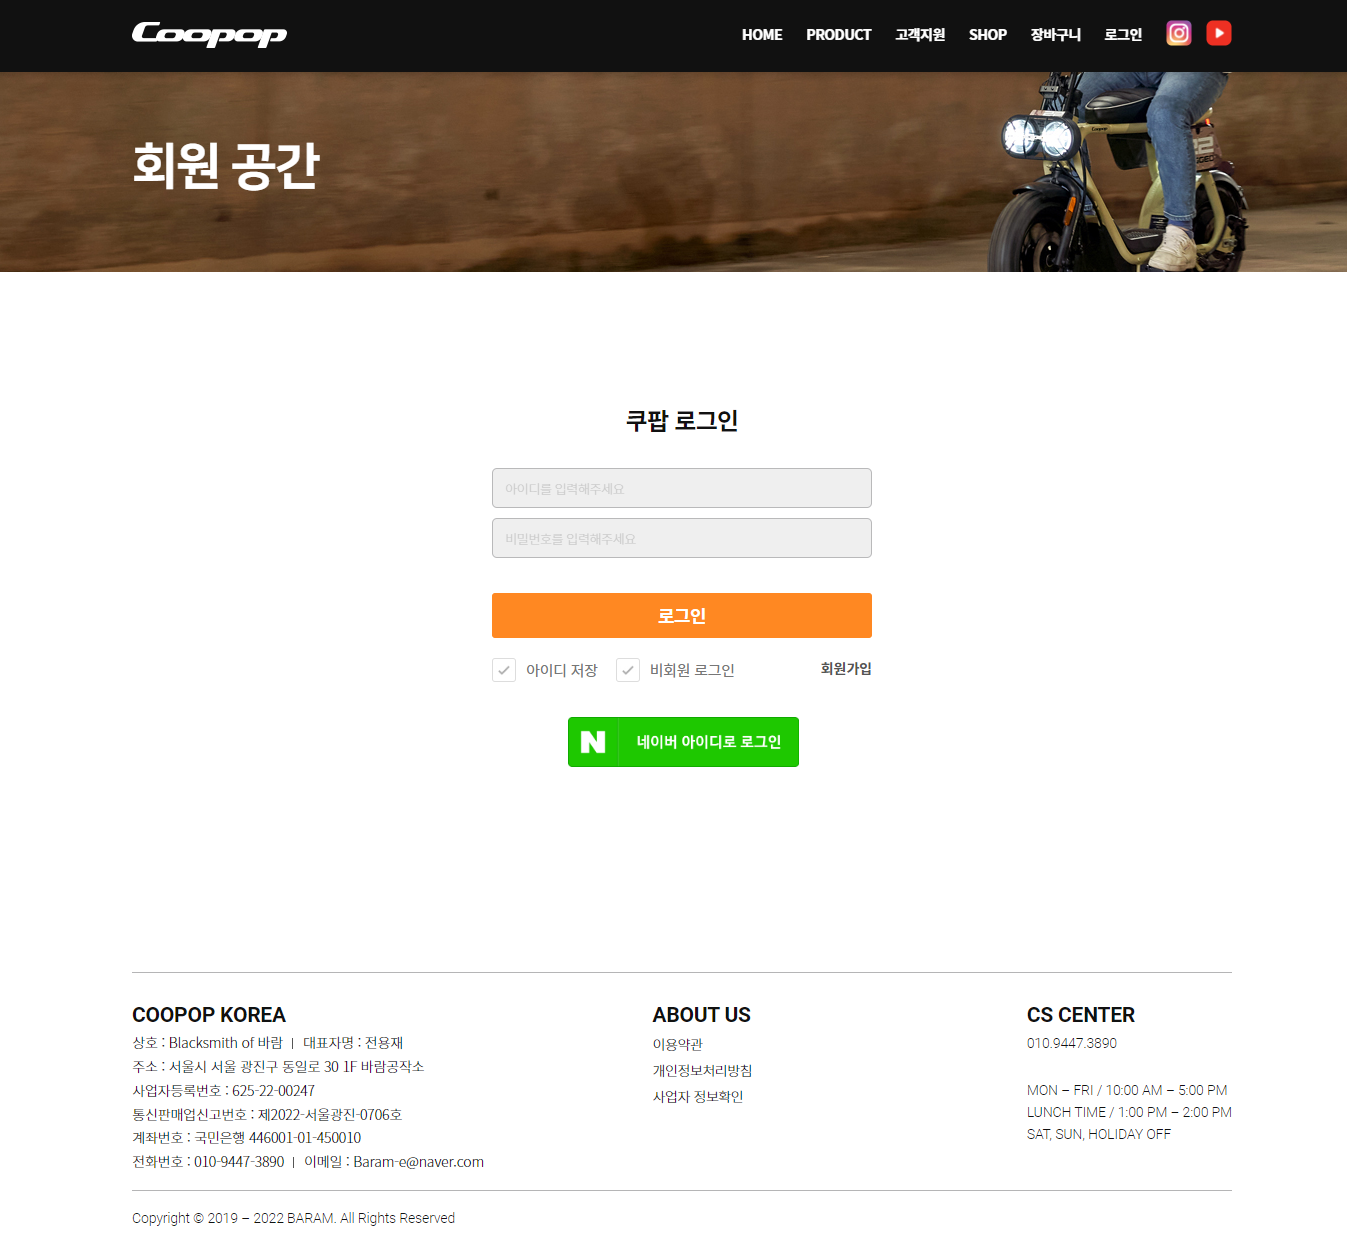 Coopop
HOME PRODUCT 고객지원 SHOP 장바구니 로그인
회원 공간
쿠팝 로그인
아이디를 입력해주세요
비밀번호를 입력해주세요
로그인
아이디 저장 비회원 로그인 회원가입
N 네이버 아이디로 로그인
COOPOP KOREA
상호 : Blacksmith of 바람 ㅣ 대표자명 : 전용재
주소 : 서울시 서울 광진구 동일로 30 1F 바람공작소
사업자등록번호 : 625-22-00247
통신판매업신고번호 : 제2022-서울광진-0706호
계좌번호 : 국민은행 446001-01-450010
전화번호 : 010-9447-3890 ㅣ 이메일 : Baram-e@naver.com
ABOUT US
이용약관
개인정보처리방침
사업자 정보확인
CS CENTER
010.9447.3890
MON – FRI / 10:00 AM – 5:00 PM
LUNCH TIME / 1:00 PM – 2:00 PM
SAT, SUN, HOLIDAY OFF
Copyright © 2019 – 2022 BARAM. All Rights Reserved